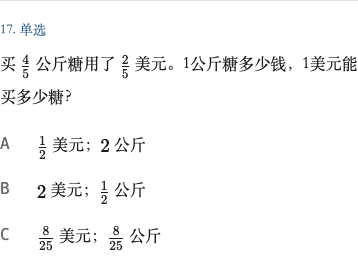 17. 单选
买 4/5 公斤糖用了 2/5 美元。1公斤糖多少钱，1美元能
买多少糖？
A 1/2 美元；2 公斤
B 2 美元；1/2 公斤
C 8/25 美元；8/25 公斤